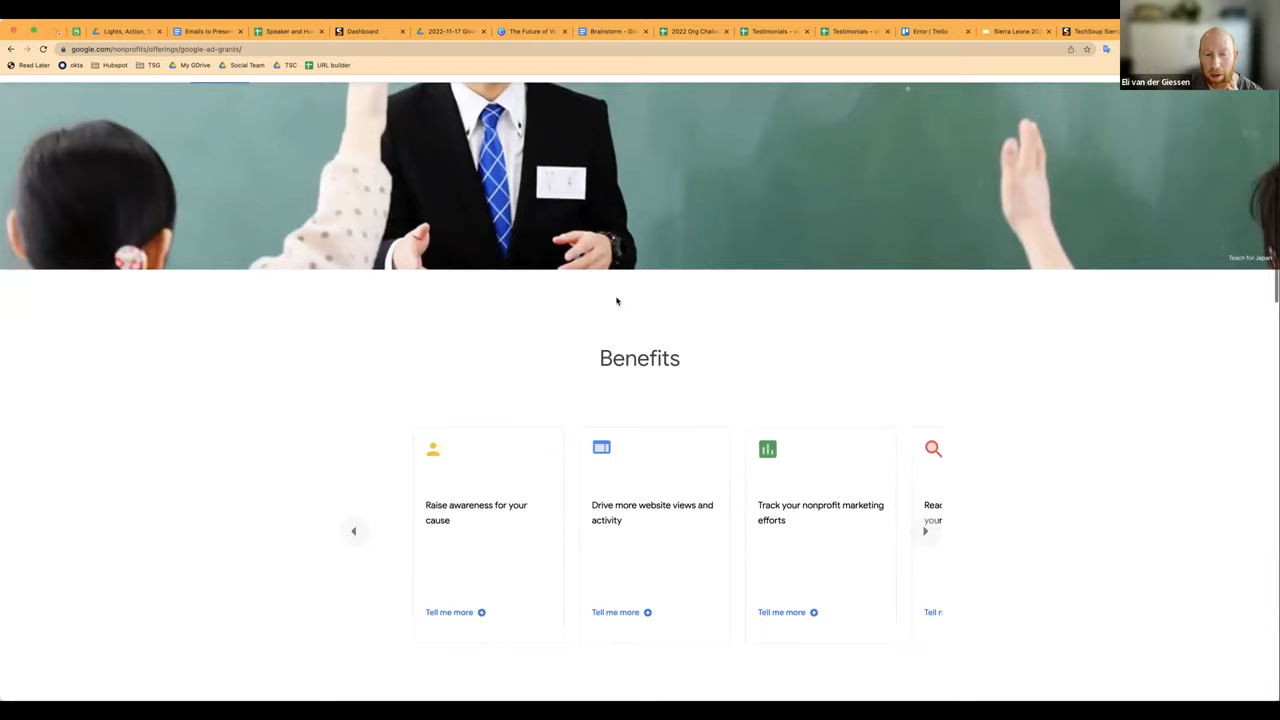 Lights, Action, T
Emails to Presen
Speaker and Ho
Dashboard
2022-11-17 Give
The Future of W
Brainstorm - Giv
2022 Org Challe
Testimonials - v
Testimonials - v
Error | Trello
Sierra Leone 20
TechSoup Sierr
google.com/nonprofits/offerings/google-ad-grants/
Read Later
okta
Hubspot
TSG
My GDrive
Social Team
TSC
URL builder
Eli van der Giessen
Teach for Japan
Benefits
Raise awareness for your
cause
Tell me more
Drive more website views and
activity
Tell me more
Track your nonprofit marketing
efforts
Tell me more
your